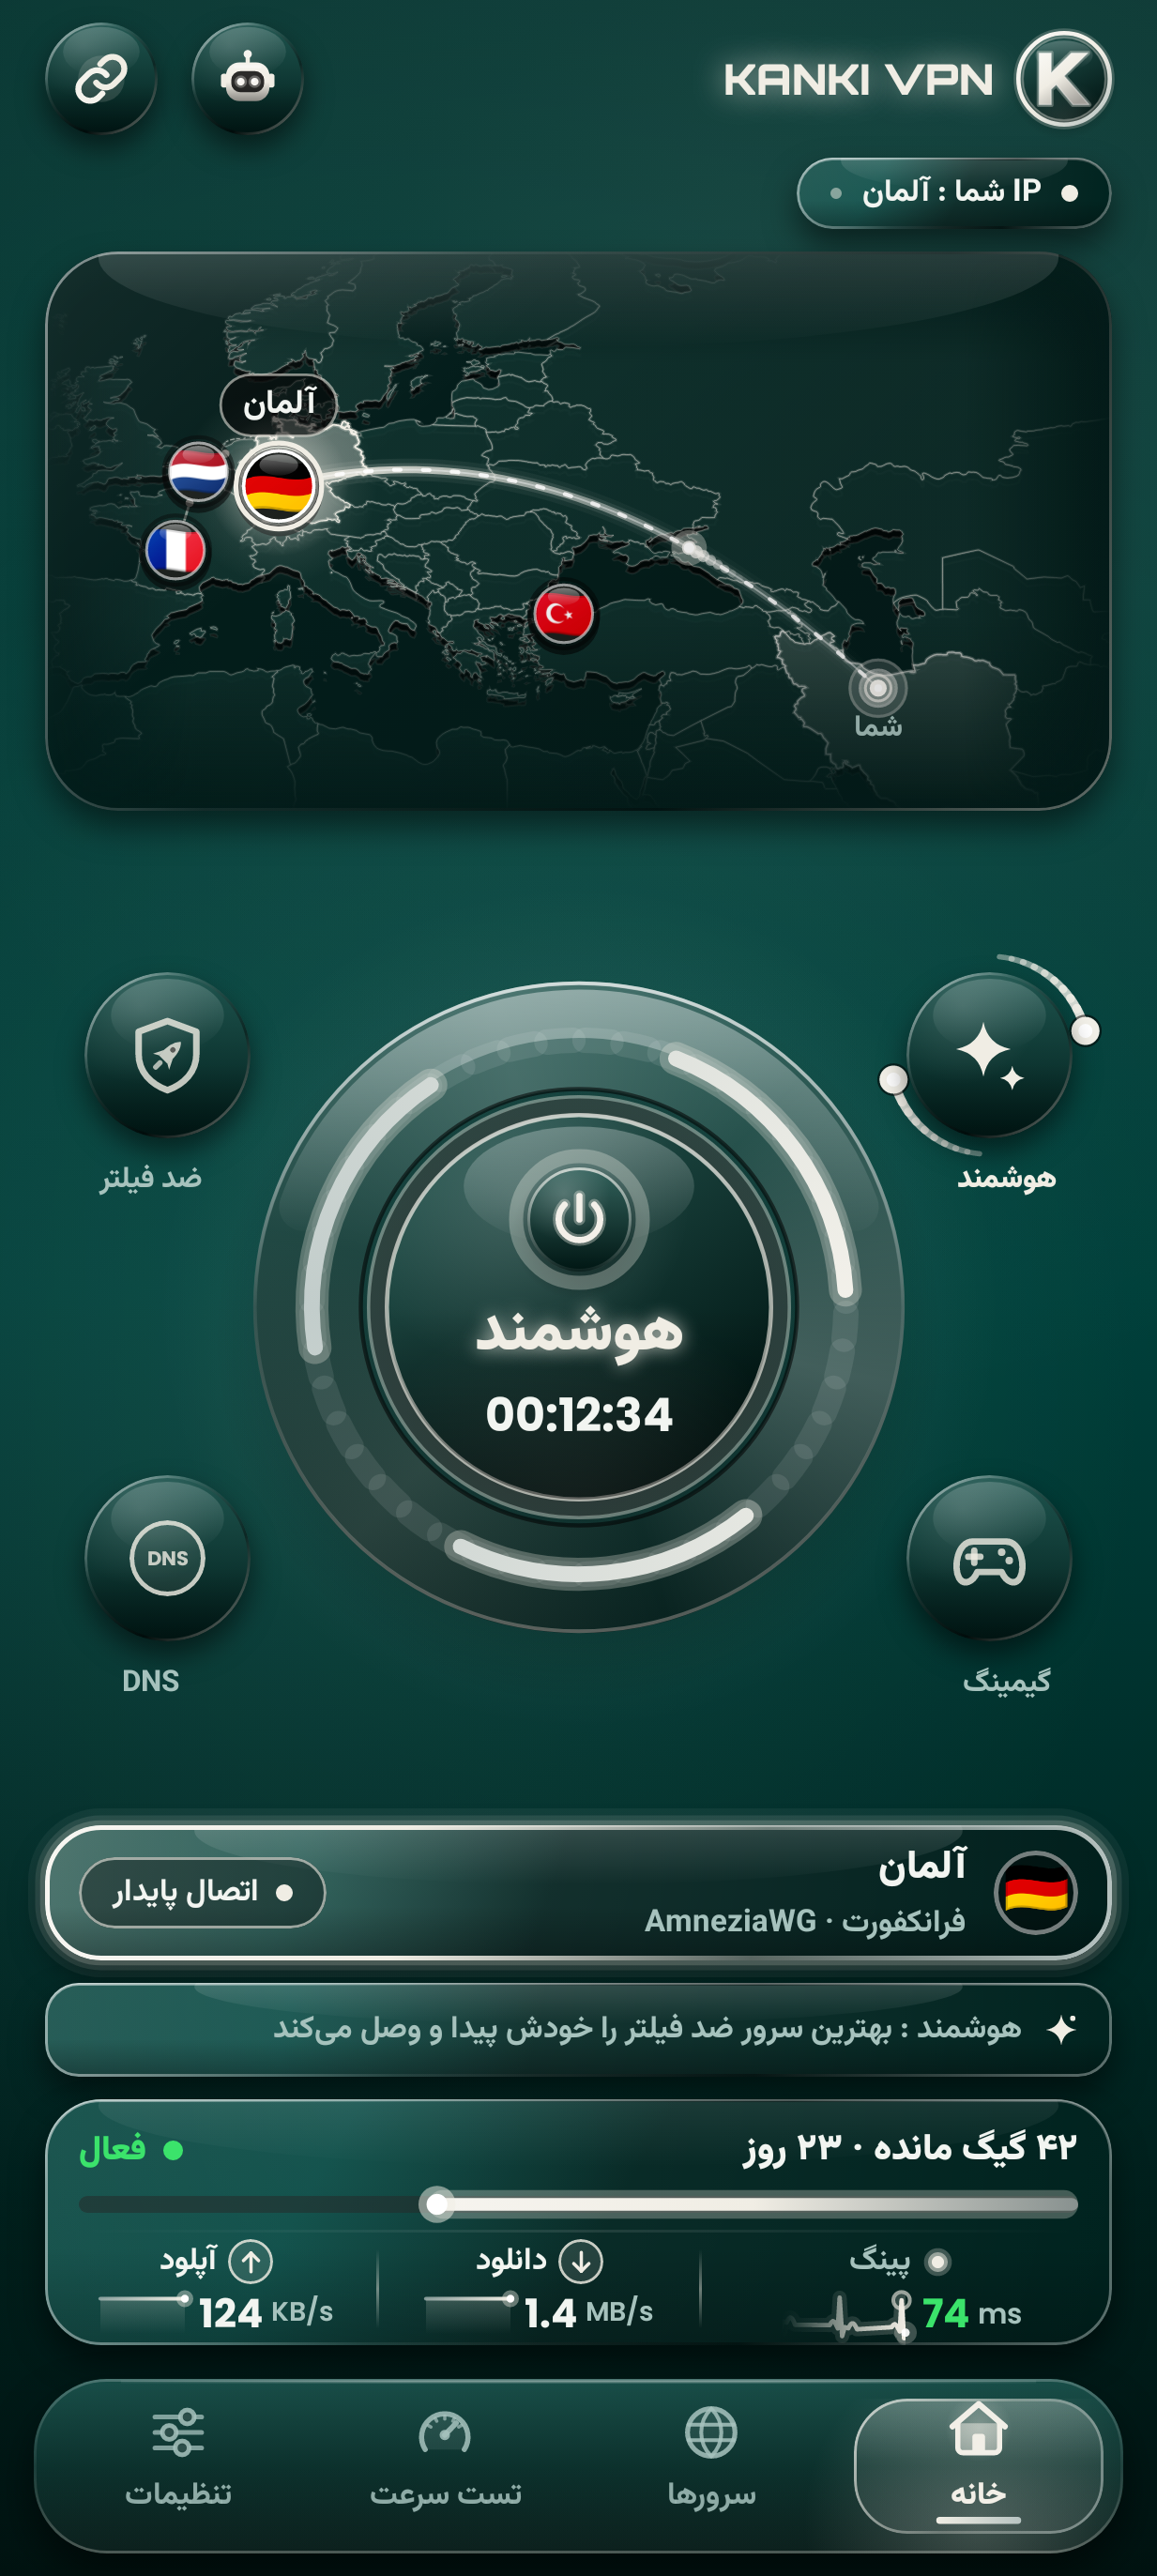 KANKI VPN
IP شما : آلمان
آلمان
شما
هوشمند
ضد فیلتر
هوشمند
00:12:34
گیمینگ
DNS
DNS
آلمان
فرانکفورت · AmneziaWG
اتصال پایدار
هوشمند : بهترین سرور ضد فیلتر را خودش پیدا و وصل می‌کند
۴۲ گیگ مانده · ۲۳ روز
فعال
پینگ
74 ms
دانلود
1.4 MB/s
آپلود
124 KB/s
خانه
سرورها
تست سرعت
تنظیمات